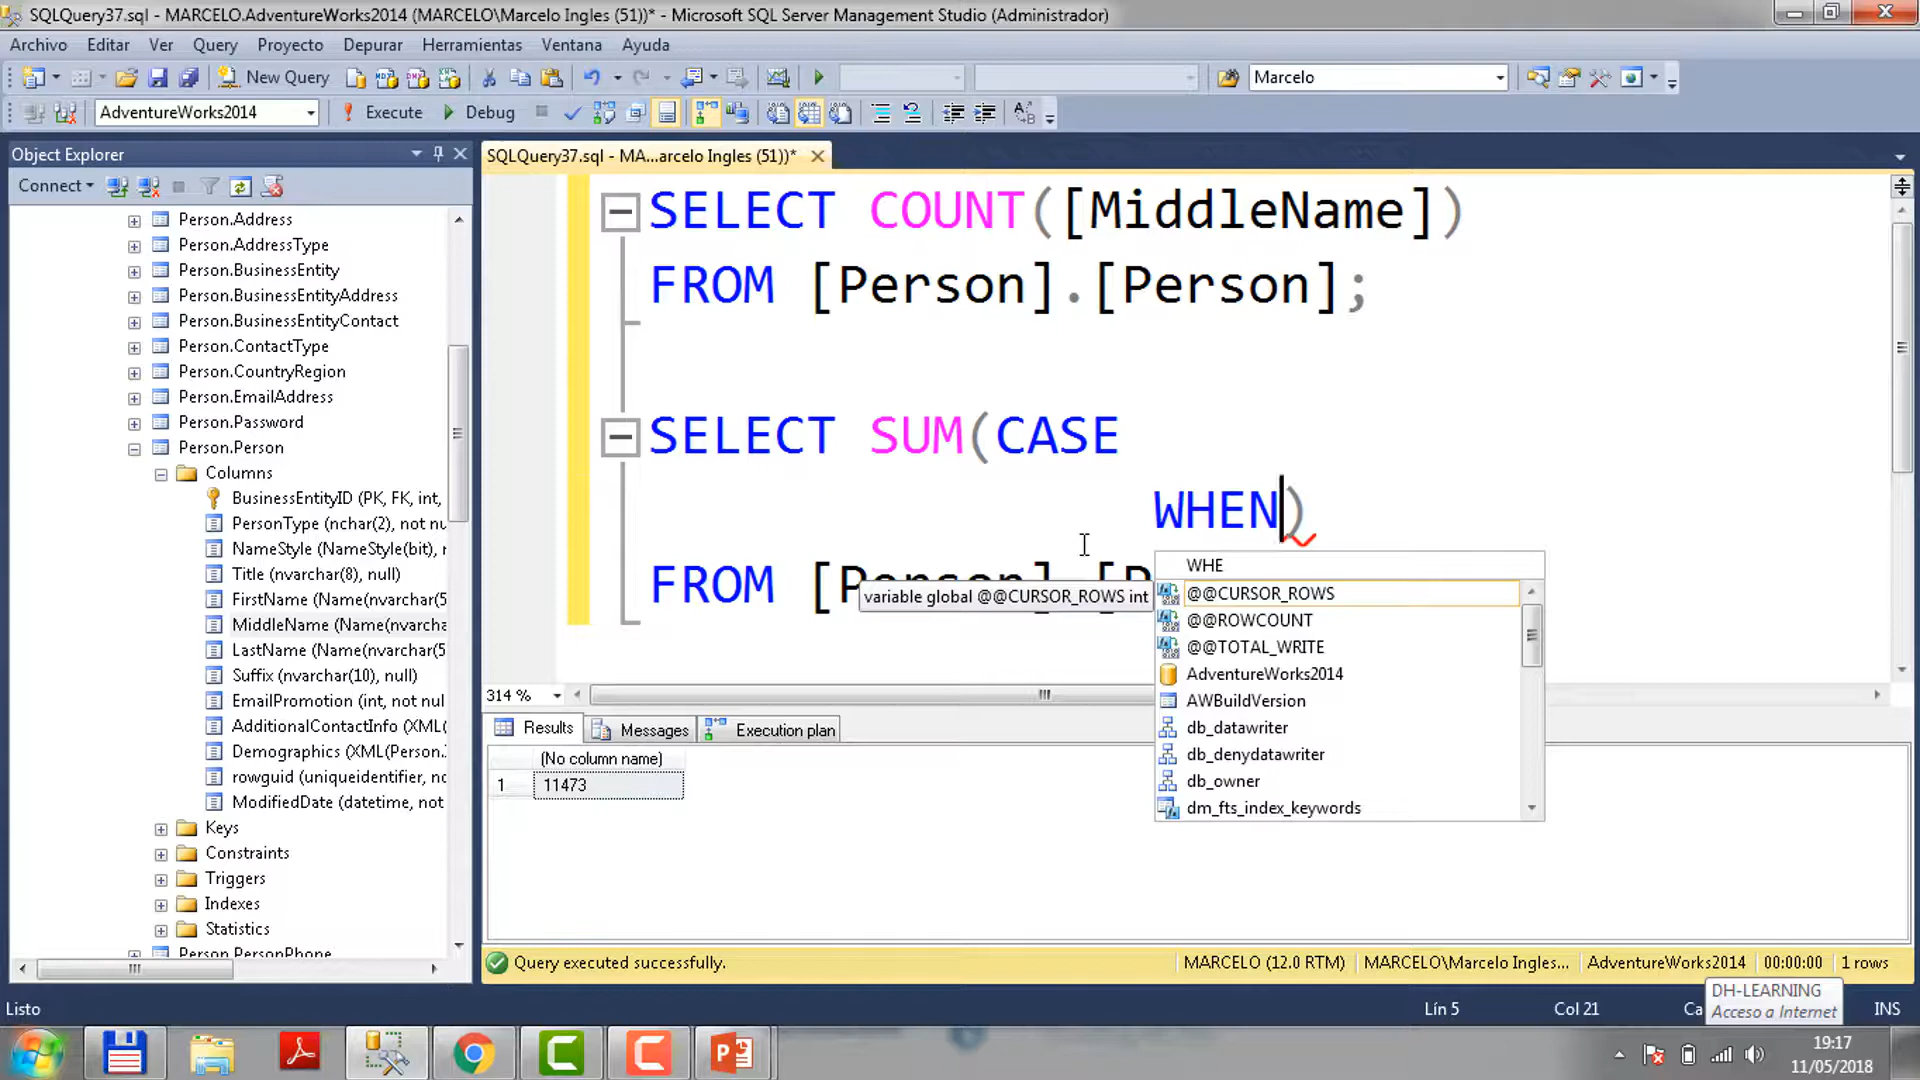 SQLQuery37.sql - MARCELO.AdventureWorks2014 (MARCELO\Marcelo Ingles (51))* - Microsoft SQL Server Management Studio (Administrador)
Archivo Editar Ver Query Proyecto Depurar Herramientas Ventana Ayuda
New Query Marcelo
AdventureWorks2014 Execute Debug
Object Explorer
Connect
Person.Address
Person.AddressType
Person.BusinessEntity
Person.BusinessEntityAddress
Person.BusinessEntityContact
Person.ContactType
Person.CountryRegion
Person.EmailAddress
Person.Password
Person.Person
Columns
BusinessEntityID (PK, FK, int,
PersonType (nchar(2), not nu
NameStyle (NameStyle(bit), n
Title (nvarchar(8), null)
FirstName (Name(nvarchar(5
MiddleName (Name(nvarcha
LastName (Name(nvarchar(5
Suffix (nvarchar(10), null)
EmailPromotion (int, not null
AdditionalContactInfo (XML(
Demographics (XML(Person.
rowguid (uniqueidentifier, no
ModifiedDate (datetime, not
Keys
Constraints
Triggers
Indexes
Statistics
Person.PersonPhone
SQLQuery37.sql - MA...arcelo Ingles (51))*
SELECT COUNT([MiddleName])
FROM [Person].[Person];
SELECT SUM(CASE
WHEN)
FROM [Person].[P
variable global @@CURSOR_ROWS int
WHE
@@CURSOR_ROWS
@@ROWCOUNT
@@TOTAL_WRITE
AdventureWorks2014
AWBuildVersion
db_datawriter
db_denydatawriter
db_owner
dm_fts_index_keywords
314 %
Results Messages Execution plan
(No column name)
1 11473
Query executed successfully.
MARCELO (12.0 RTM) MARCELO\Marcelo Ingles... AdventureWorks2014 00:00:00 1 rows
DH-LEARNING
Acceso a Internet
Listo Lín 5 Col 21 Ca INS
19:17
11/05/2018